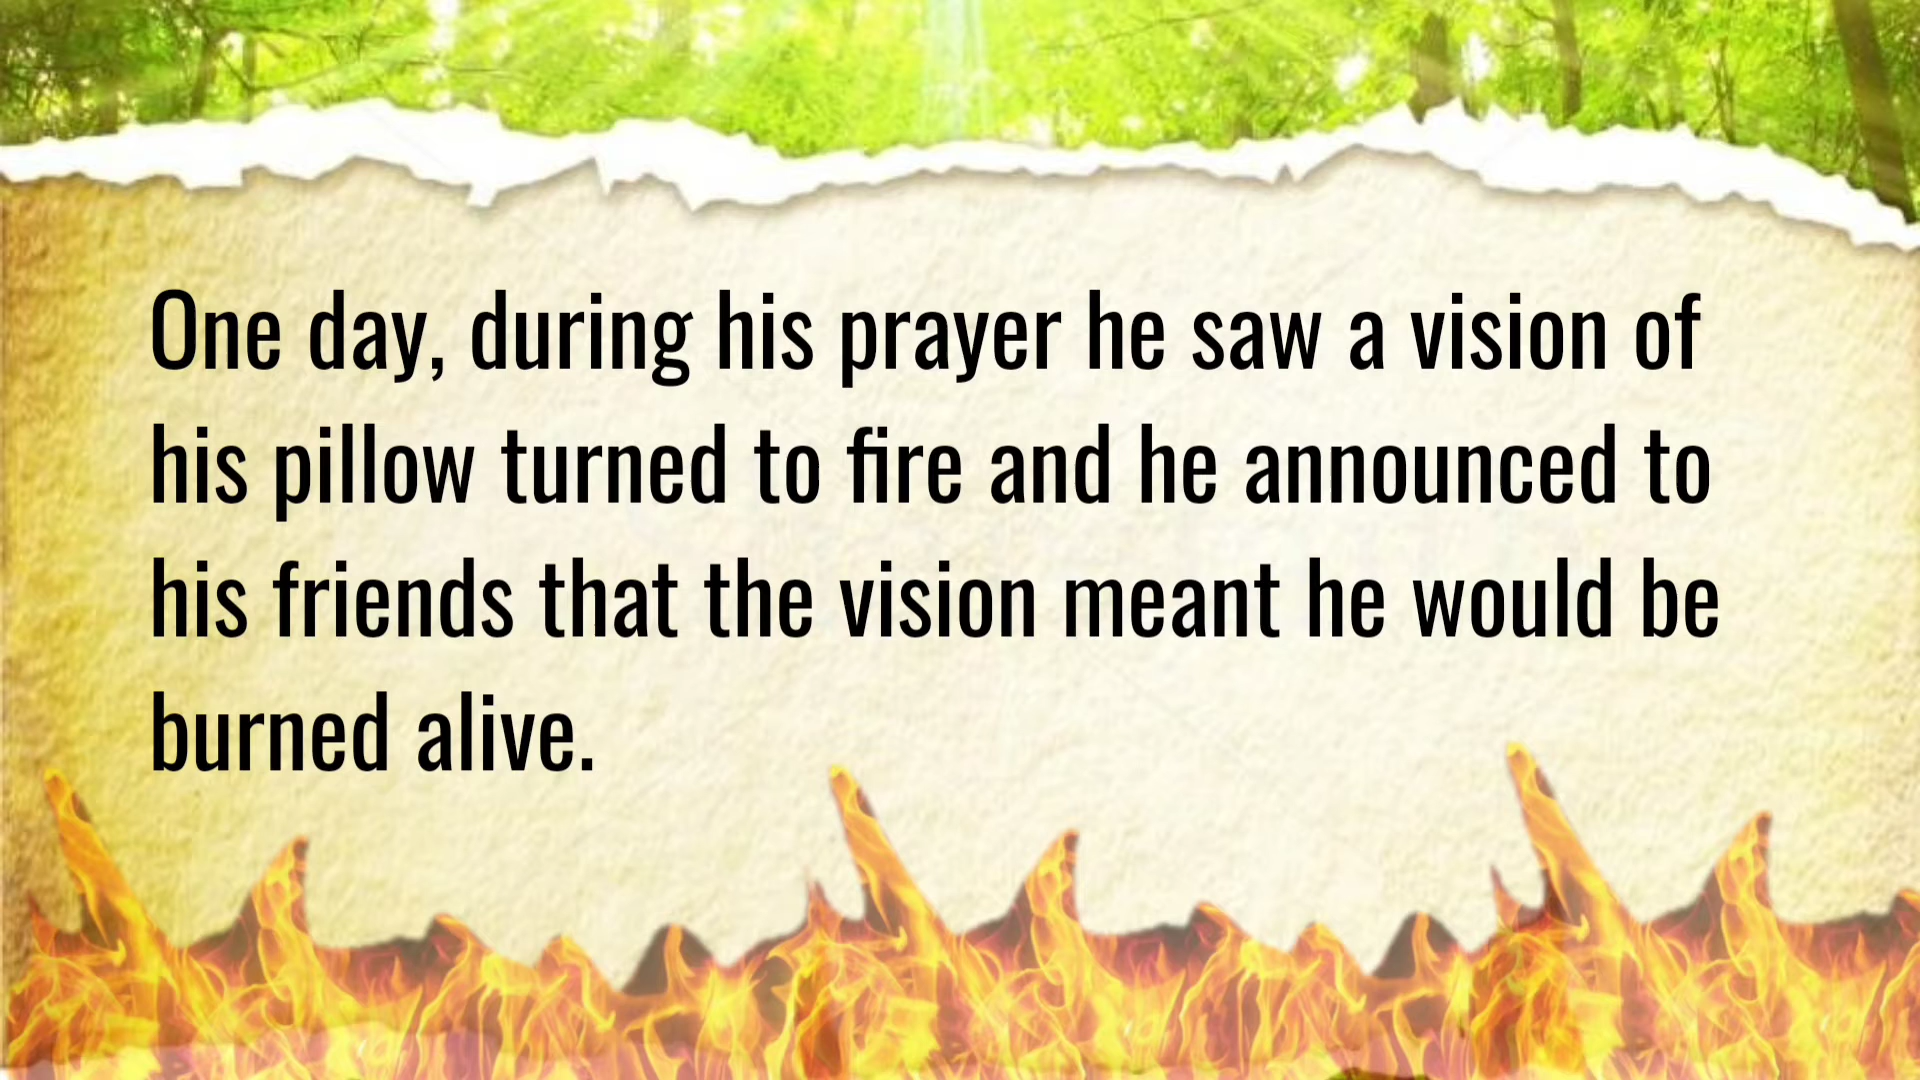 One day, during his prayer he saw a vision of
his pillow turned to fire and he announced to
his friends that the vision meant he would be
burned alive.